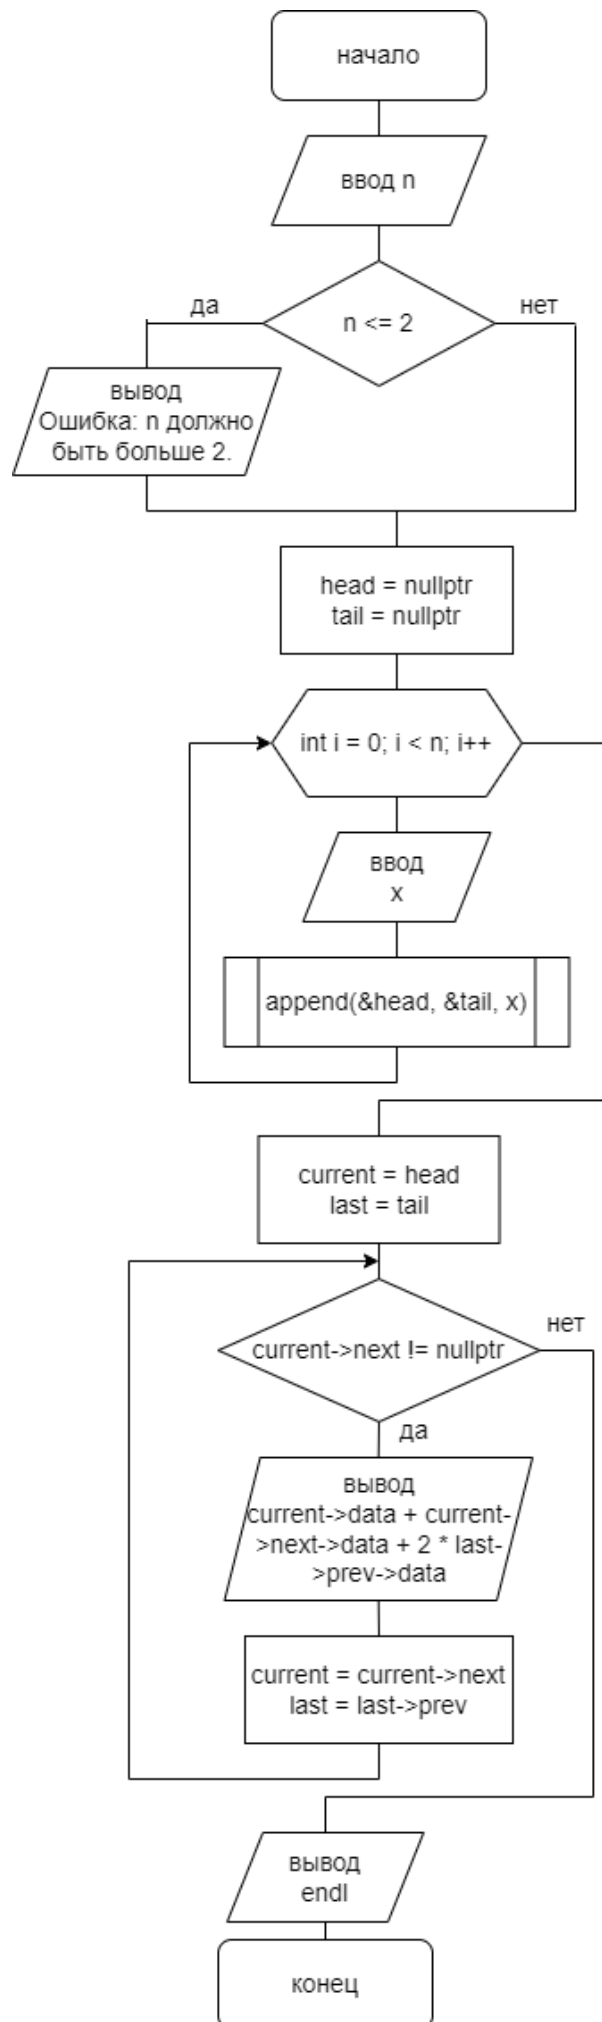 начало
ввод n
n <= 2
да
нет
вывод
Ошибка: n должно
быть больше 2.
head = nullptr
tail = nullptr
int i = 0; i < n; i++
ввод
x
append(&head, &tail, x)
current = head
last = tail
current->next != nullptr
нет
да
вывод
current->data + current-
>next->data + 2 * last-
>prev->data
current = current->next
last = last->prev
вывод
endl
конец